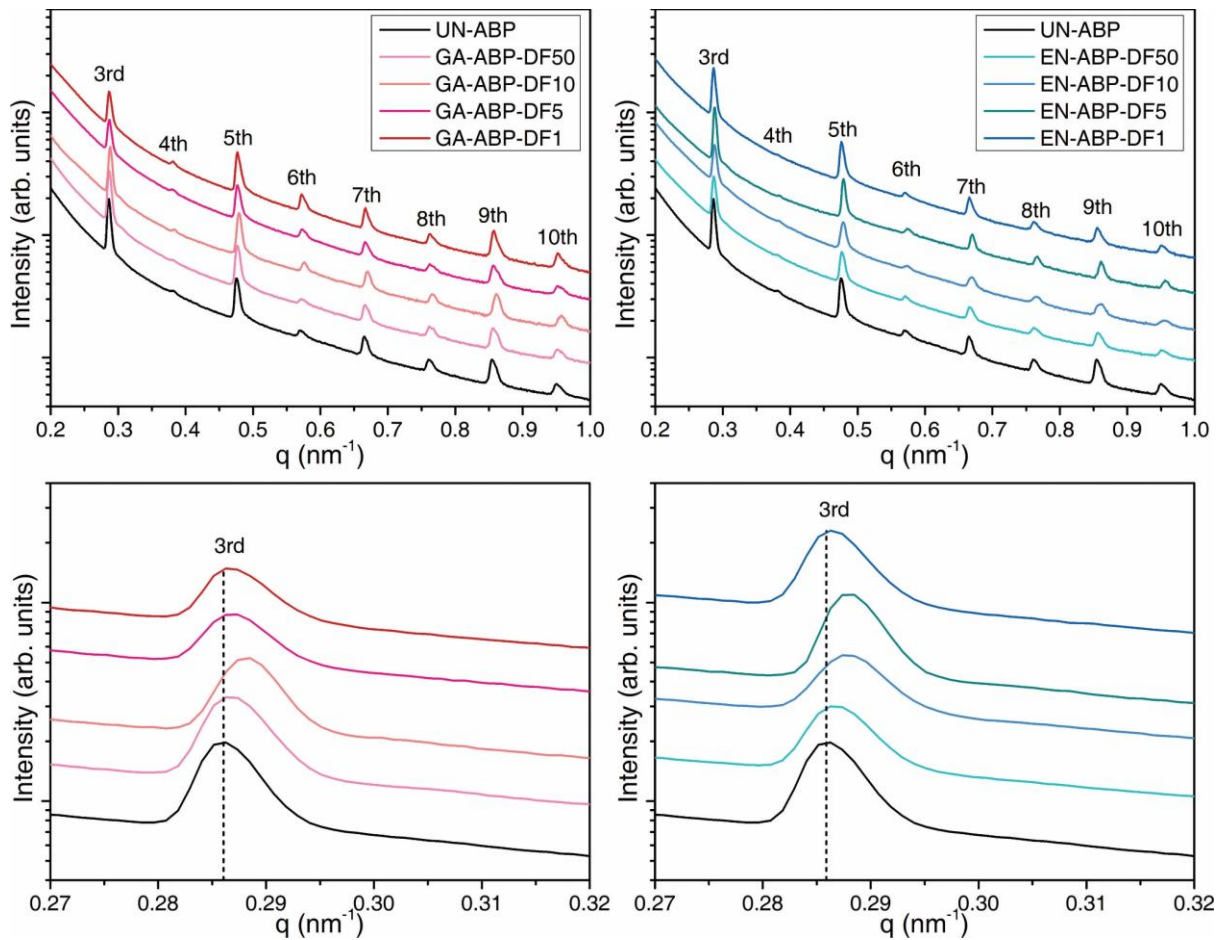 UN-ABP
GA-ABP-DF50
GA-ABP-DF10
GA-ABP-DF5
GA-ABP-DF1
3rd
4th
5th
6th
7th
8th
9th
10th
Intensity (arb. units)
0.2 0.3 0.4 0.5 0.6 0.7 0.8 0.9 1.0
q (nm⁻¹)
UN-ABP
EN-ABP-DF50
EN-ABP-DF10
EN-ABP-DF5
EN-ABP-DF1
3rd
4th
5th
6th
7th
8th
9th
10th
Intensity (arb. units)
0.2 0.3 0.4 0.5 0.6 0.7 0.8 0.9 1.0
q (nm⁻¹)
3rd
Intensity (arb. units)
0.27 0.28 0.29 0.30 0.31 0.32
q (nm⁻¹)
3rd
Intensity (arb. units)
0.27 0.28 0.29 0.30 0.31 0.32
q (nm⁻¹)